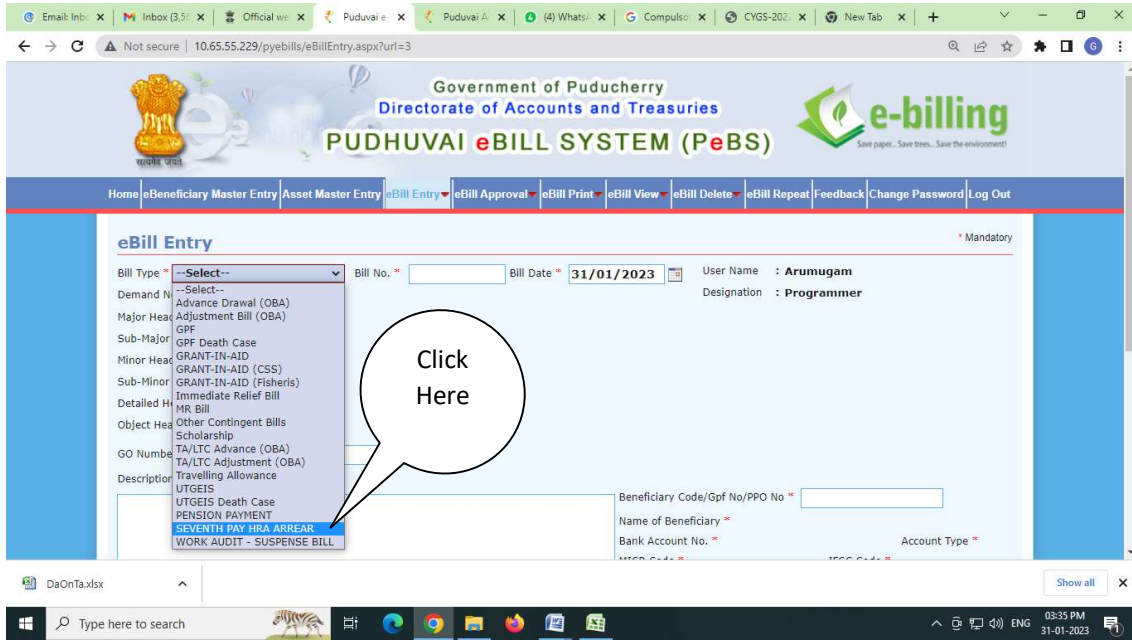 Email: Inbc
Inbox (3,5
Official we
Puduvai e-
Puduvai A
(4) WhatsA
Compulso
CYGS-202
New Tab
Not secure | 10.65.55.229/pyebills/eBillEntry.aspx?url=3
सत्यमेव जयते
Government of Puducherry
Directorate of Accounts and Treasuries
PUDHUVAI eBILL SYSTEM (PeBS)
e-billing
Save paper.. Save trees.. Save the environment!
Home eBeneficiary Master Entry Asset Master Entry eBill Entry eBill Approval eBill Print eBill View eBill Delete eBill Repeat Feedback Change Password Log Out
eBill Entry
* Mandatory
Bill Type * --Select-- Bill No. * Bill Date * 31/01/2023 User Name : Arumugam
Designation : Programmer
Demand N
Major Head
Sub-Major
Minor Head
Sub-Minor
Detailed H
Object Hea
GO Numbe
Description
--Select--
Advance Drawal (OBA)
Adjustment Bill (OBA)
GPF
GPF Death Case
GRANT-IN-AID
GRANT-IN-AID (CSS)
GRANT-IN-AID (Fisheris)
Immediate Relief Bill
MR Bill
Other Contingent Bills
Scholarship
TA/LTC Advance (OBA)
TA/LTC Adjustment (OBA)
Travelling Allowance
UTGEIS
UTGEIS Death Case
PENSION PAYMENT
SEVENTH PAY HRA ARREAR
WORK AUDIT - SUSPENSE BILL
Click
Here
Beneficiary Code/Gpf No/PPO No *
Name of Beneficiary *
Bank Account No. * Account Type *
MICR Code * IFSC Code *
DaOnTa.xlsx
Show all
Type here to search
ENG
03:35 PM
31-01-2023
1